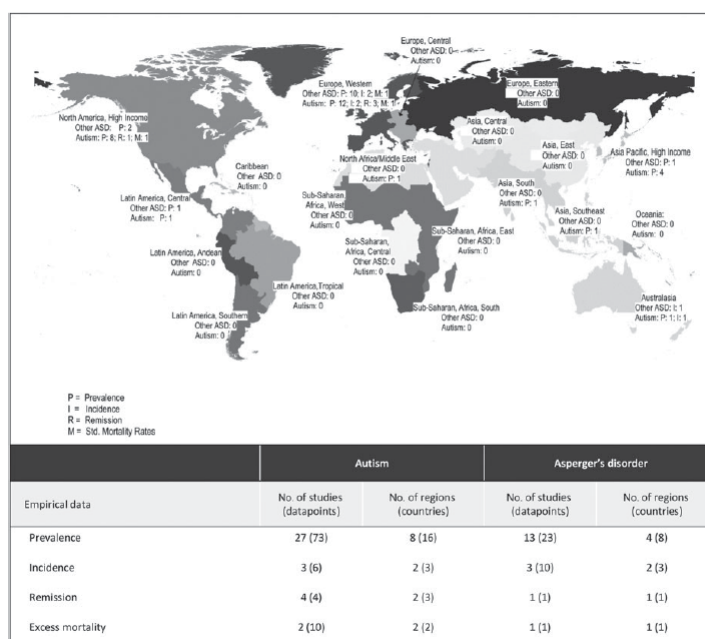 Europe, Central
Other ASD: 0
Autism: 0
Europe, Western
Other ASD: P: 10; I: 2; M: 1
Autism: P: 12; I: 2; R: 3; M: 1
Europe, Eastern
Other ASD: 0
Autism: 0
North America, High Income
Other ASD: P: 2
Autism: P: 8; R: 1; M: 1
Asia, Central
Other ASD: 0
Autism: 0
Asia, East
Other ASD: 0
Autism: 0
Asia Pacific, High Income
Other ASD: P: 1
Autism: P: 4
Caribbean
Other ASD: 0
Autism: 0
North Africa/Middle East
Other ASD: 0
Autism: P: 1
Latin America, Central
Other ASD: P: 1
Autism: P: 1
Sub-Saharan,
Africa, West
Other ASD: 0
Autism: 0
Asia, South
Other ASD: 0
Autism: P: 1
Asia, Southeast
Other ASD: 0
Autism: P: 1
Oceania:
Other ASD: 0
Autism: 0
Latin America, Andean
Other ASD: 0
Autism: 0
Sub-Saharan,
Africa, Central
Other ASD: 0
Autism: 0
Sub-Saharan, Africa, East
Other ASD: 0
Autism: 0
Latin America,Tropical
Other ASD: 0
Autism: 0
Latin America, Southern
Other ASD: 0
Autism: 0
Sub-Saharan, Africa, South
Other ASD: 0
Autism: 0
Australasia
Other ASD: I: 1
Autism: P: 1; I: 1
P = Prevalence
I = Incidence
R = Remission
M = Std. Mortality Rates
Autism Asperger's disorder
Empirical data No. of studies (datapoints) No. of regions (countries) No. of studies (datapoints) No. of regions (countries)
Prevalence 27 (73) 8 (16) 13 (23) 4 (8)
Incidence 3 (6) 2 (3) 3 (10) 2 (3)
Remission 4 (4) 2 (3) 1 (1) 1 (1)
Excess mortality 2 (10) 2 (2) 1 (1) 1 (1)